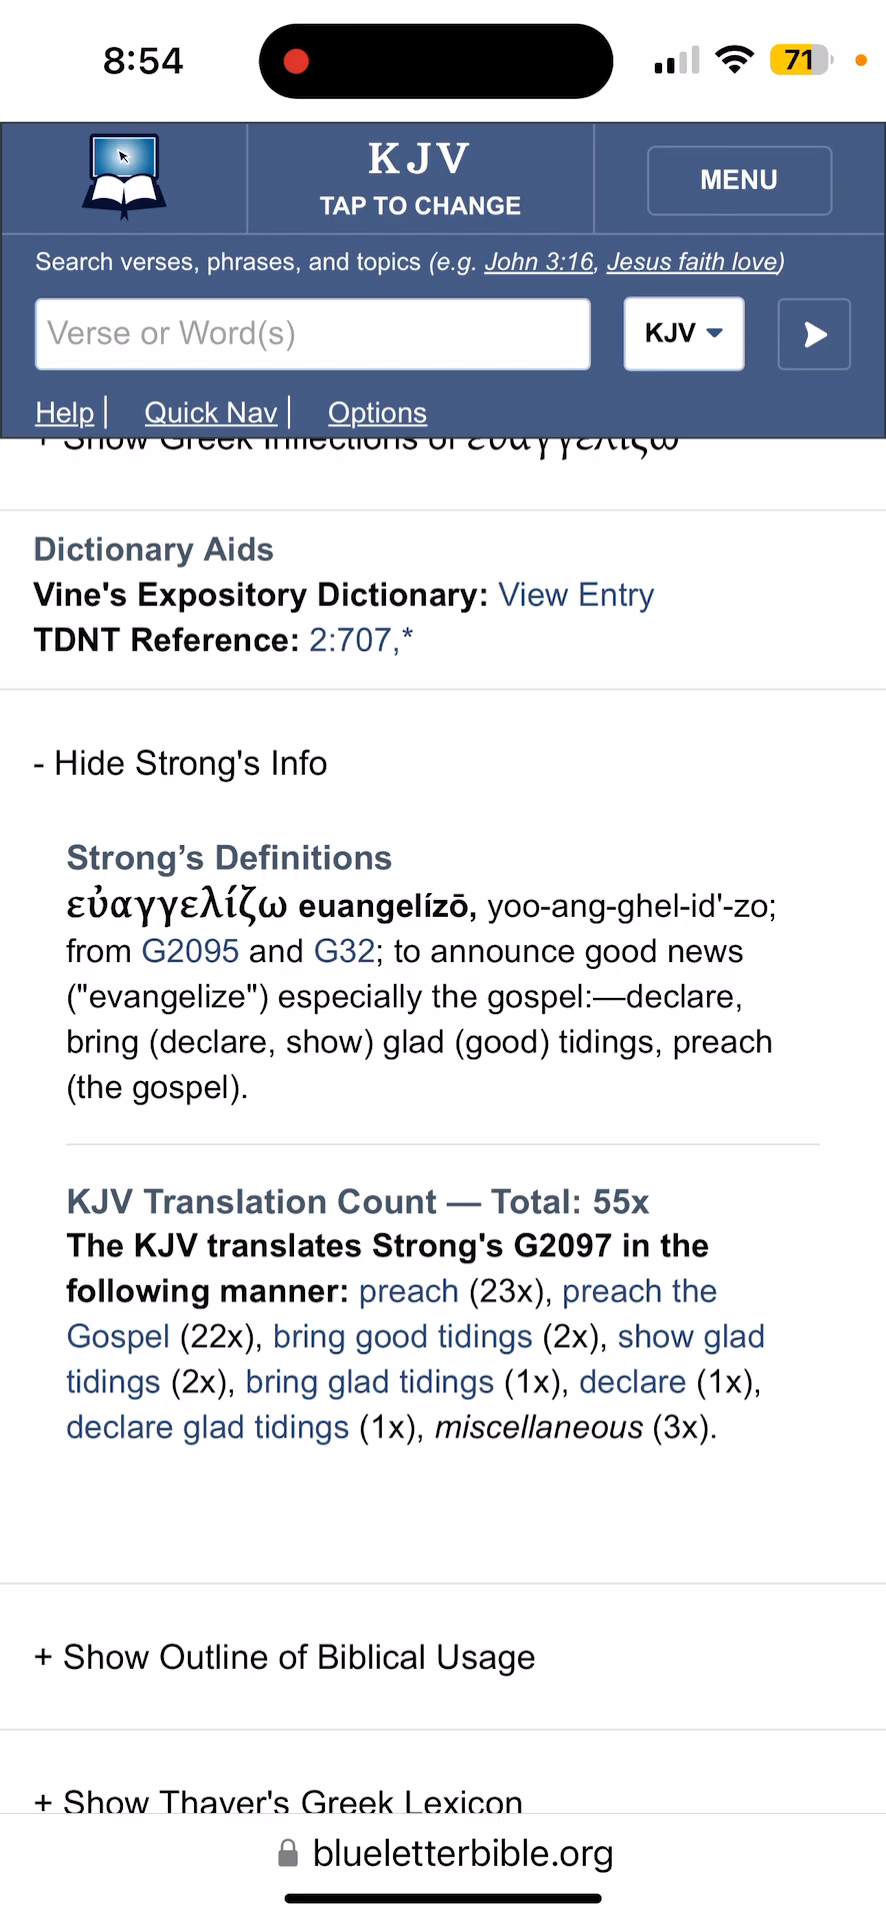 8:54
71
KJV
TAP TO CHANGE
MENU
Search verses, phrases, and topics (e.g. John 3:16, Jesus faith love)
Verse or Word(s)
KJV
Help | Quick Nav | Options
+ Show Greek Inflections of εὐαγγελίζω
Dictionary Aids
Vine's Expository Dictionary: View Entry
TDNT Reference: 2:707,*
- Hide Strong's Info
Strong’s Definitions
εὐαγγελίζω euangelízō, yoo-ang-ghel-id'-zo;
from G2095 and G32; to announce good news
("evangelize") especially the gospel:—declare,
bring (declare, show) glad (good) tidings, preach
(the gospel).
KJV Translation Count — Total: 55x
The KJV translates Strong's G2097 in the
following manner: preach (23x), preach the
Gospel (22x), bring good tidings (2x), show glad
tidings (2x), bring glad tidings (1x), declare (1x),
declare glad tidings (1x), miscellaneous (3x).
+ Show Outline of Biblical Usage
+ Show Thayer's Greek Lexicon
blueletterbible.org